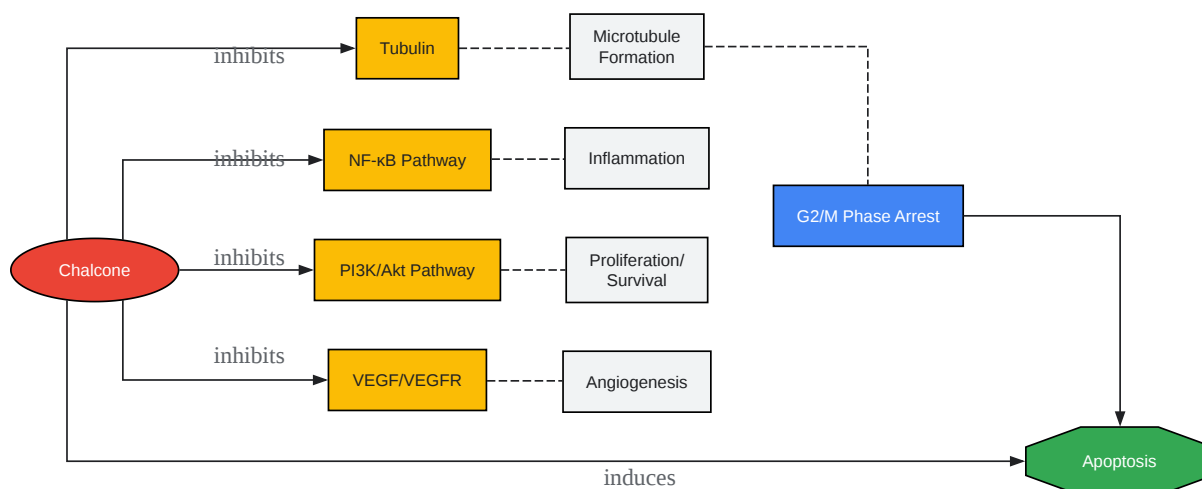 inhibits
Tubulin
Microtubule
Formation
inhibits
NF-κB Pathway
Inflammation
G2/M Phase Arrest
Chalcone
inhibits
PI3K/Akt Pathway
Proliferation/
Survival
inhibits
VEGF/VEGFR
Angiogenesis
induces
Apoptosis